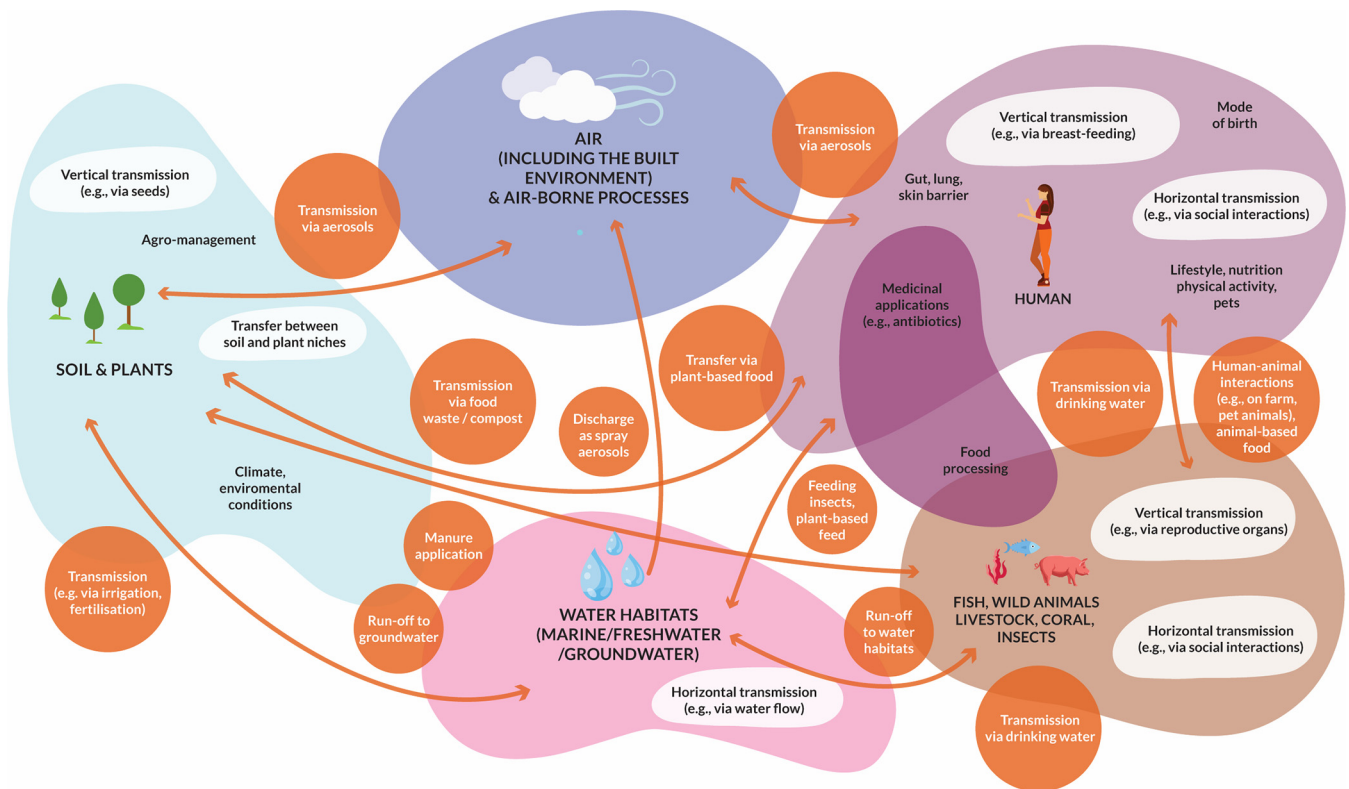 AIR
(INCLUDING THE BUILT
ENVIRONMENT)
& AIR-BORNE PROCESSES
Transmission
via aerosols
Vertical transmission
(e.g., via breast-feeding)
Mode
of birth
Gut, lung,
skin barrier
Horizontal transmission
(e.g., via social interactions)
Lifestyle, nutrition
physical activity,
pets
HUMAN
Medicinal
applications
(e.g., antibiotics)
Food
processing
Vertical transmission
(e.g., via seeds)
Agro-management
Transmission
via aerosols
Transfer between
soil and plant niches
SOIL & PLANTS
Climate,
enviromental
conditions
Transmission
via food
waste / compost
Discharge
as spray
aerosols
Transfer via
plant-based food
Transmission via
drinking water
Human-animal
interactions
(e.g., on farm,
pet animals),
animal-based
food
Feeding
insects,
plant-based
feed
Manure
application
Transmission
(e.g. via irrigation,
fertilisation)
Run-off to
groundwater
WATER HABITATS
(MARINE/FRESHWATER
/GROUNDWATER)
Horizontal transmission
(e.g., via water flow)
Run-off
to water
habitats
Vertical transmission
(e.g., via reproductive organs)
FISH, WILD ANIMALS
LIVESTOCK, CORAL,
INSECTS
Horizontal transmission
(e.g., via social interactions)
Transmission
via drinking water